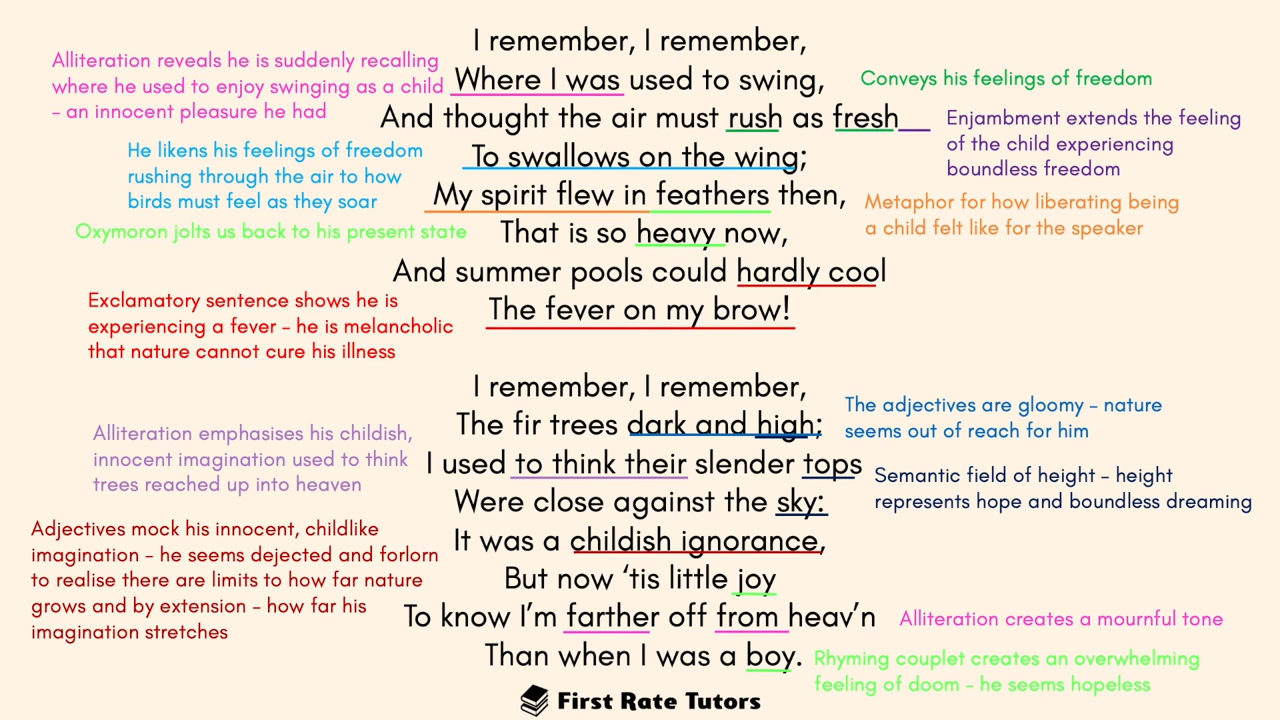 I remember, I remember,
Alliteration reveals he is suddenly recalling
where he used to enjoy swinging as a child
– an innocent pleasure he had
Where I was used to swing,
Conveys his feelings of freedom
And thought the air must rush as fresh
Enjambment extends the feeling
of the child experiencing
boundless freedom
He likens his feelings of freedom
rushing through the air to how
birds must feel as they soar
To swallows on the wing;
My spirit flew in feathers then,
Metaphor for how liberating being
a child felt like for the speaker
Oxymoron jolts us back to his present state
That is so heavy now,
And summer pools could hardly cool
Exclamatory sentence shows he is
experiencing a fever – he is melancholic
that nature cannot cure his illness
The fever on my brow!
I remember, I remember,
The fir trees dark and high;
The adjectives are gloomy – nature
seems out of reach for him
Alliteration emphasises his childish,
innocent imagination used to think
trees reached up into heaven
I used to think their slender tops
Semantic field of height – height
represents hope and boundless dreaming
Were close against the sky:
Adjectives mock his innocent, childlike
imagination – he seems dejected and forlorn
to realise there are limits to how far nature
grows and by extension – how far his
imagination stretches
It was a childish ignorance,
But now ‘tis little joy
To know I’m farther off from heav’n
Alliteration creates a mournful tone
Than when I was a boy.
Rhyming couplet creates an overwhelming
feeling of doom – he seems hopeless
First Rate Tutors